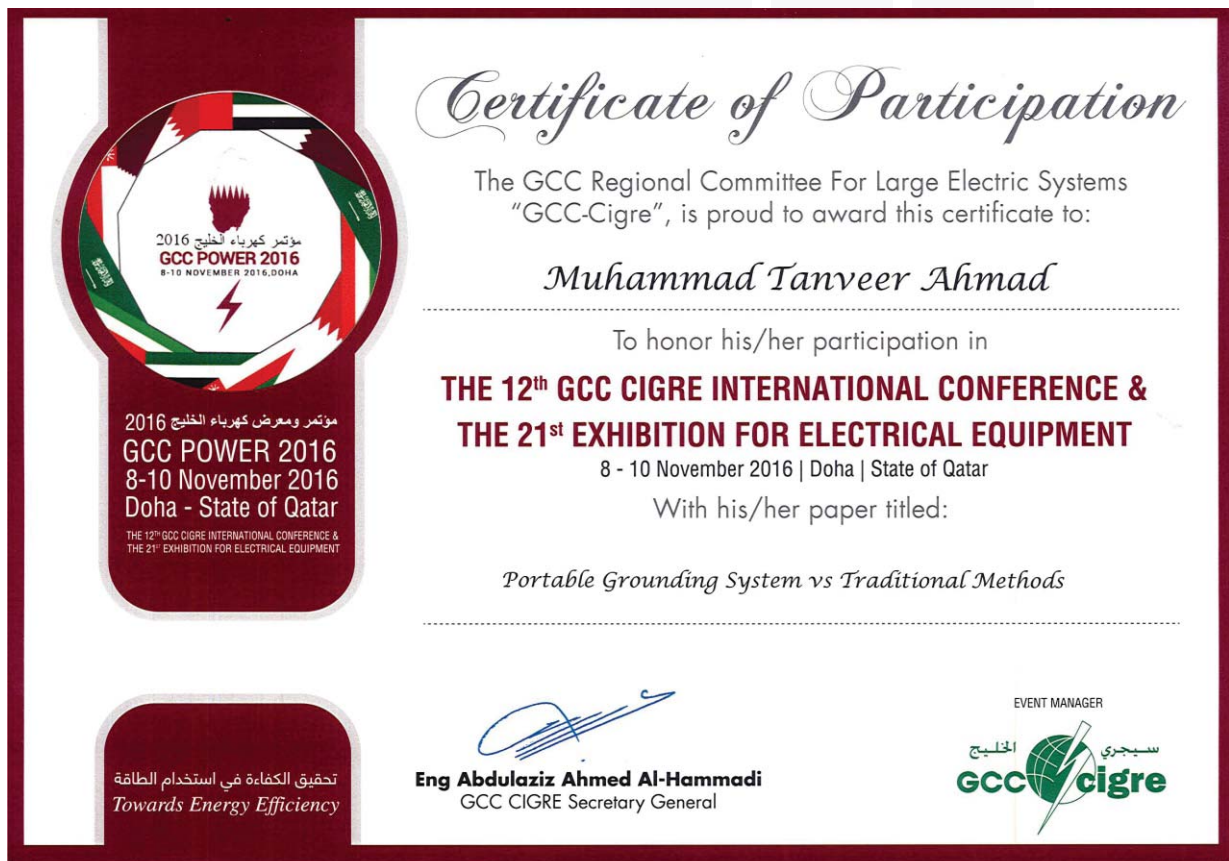 Certificate of Participation
The GCC Regional Committee For Large Electric Systems
“GCC-Cigre”, is proud to award this certificate to:
Muhammad Tanveer Ahmad
To honor his/her participation in
THE 12th GCC CIGRE INTERNATIONAL CONFERENCE &
THE 21st EXHIBITION FOR ELECTRICAL EQUIPMENT
8 - 10 November 2016 | Doha | State of Qatar
With his/her paper titled:
Portable Grounding System vs Traditional Methods
Eng Abdulaziz Ahmed Al-Hammadi
GCC CIGRE Secretary General
EVENT MANAGER
سيجري الخليج
GCC cigre
مؤتمر كهرباء الخليج 2016
GCC POWER 2016
8-10 NOVEMBER 2016,DOHA
مؤتمر ومعرض كهرباء الخليج 2016
GCC POWER 2016
8-10 November 2016
Doha - State of Qatar
THE 12TH GCC CIGRE INTERNATIONAL CONFERENCE &
THE 21ST EXHIBITION FOR ELECTRICAL EQUIPMENT
تحقيق الكفاءة في استخدام الطاقة
Towards Energy Efficiency